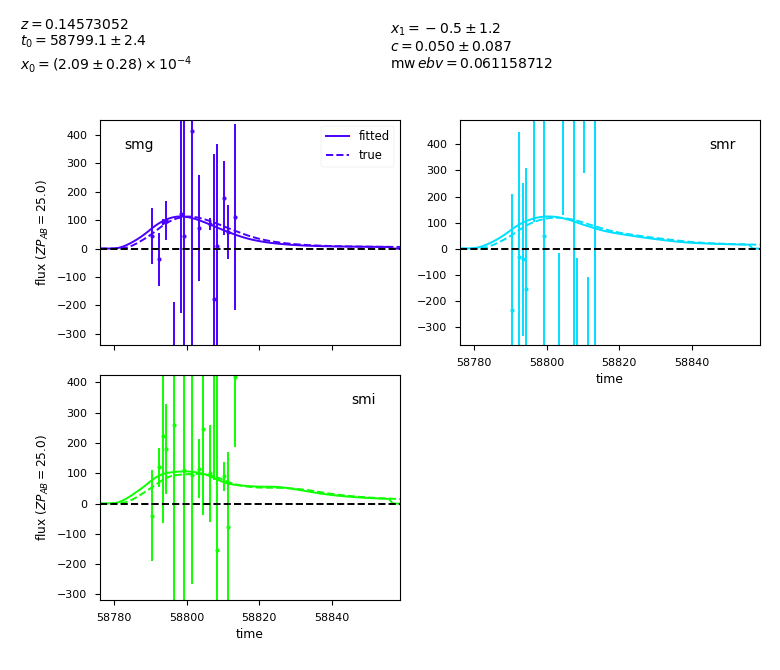 z = 0.14573052
t₀ = 58799.1 ± 2.4
x₀ = (2.09 ± 0.28) × 10⁻⁴
x₁ = −0.5 ± 1.2
c = 0.050 ± 0.087
mw ebv = 0.061158712
smg
fitted
true
flux (ZP_AB = 25.0)
400
300
200
100
0
−100
−200
−300
smr
400
300
200
100
0
−100
−200
−300
58780 58800 58820 58840
time
smi
flux (ZP_AB = 25.0)
400
300
200
100
0
−100
−200
−300
58780 58800 58820 58840
time